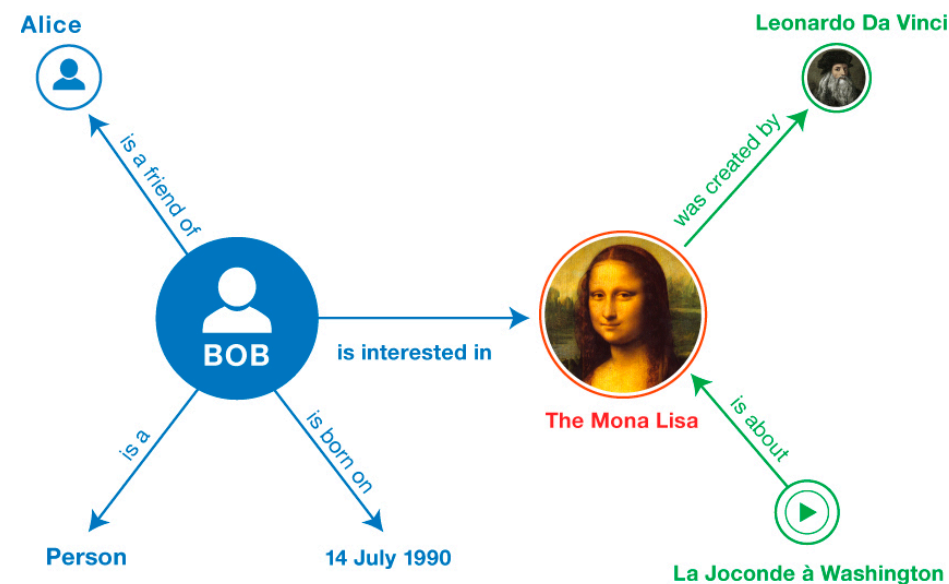 Alice
Leonardo Da Vinci
is a friend of
was created by
BOB
is interested in
The Mona Lisa
is a
is born on
is about
Person
14 July 1990
La Joconde à Washington